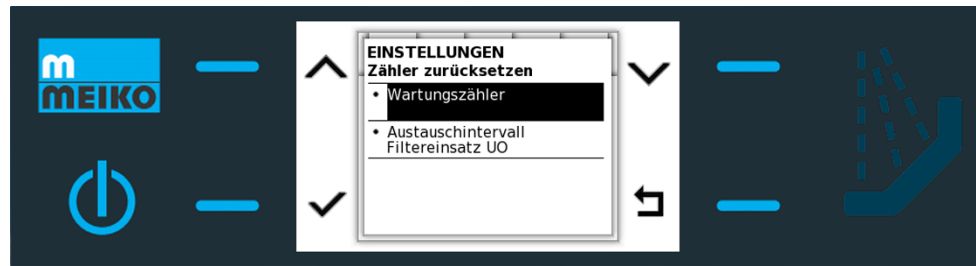 m
MEIKO
EINSTELLUNGEN
Zähler zurücksetzen
• Wartungszähler
• Austauschintervall
Filtereinsatz UO